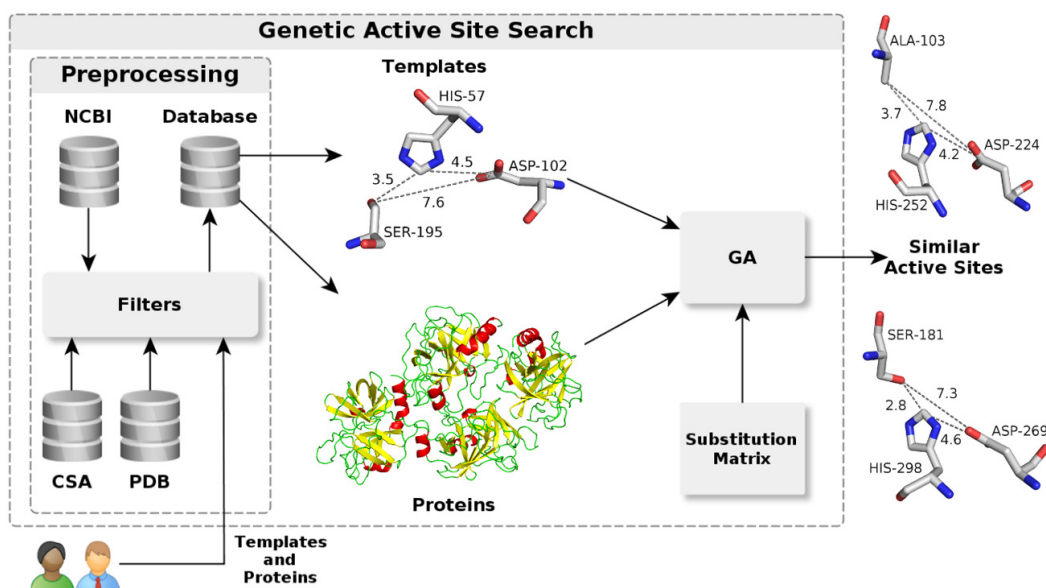 Genetic Active Site Search
Preprocessing
NCBI
Database
Filters
CSA
PDB
Templates
and
Proteins
Templates
HIS-57
4.5
ASP-102
3.5
7.6
SER-195
Proteins
GA
Substitution
Matrix
ALA-103
7.8
3.7
4.2
ASP-224
HIS-252
Similar
Active Sites
SER-181
7.3
2.8
4.6
ASP-269
HIS-298